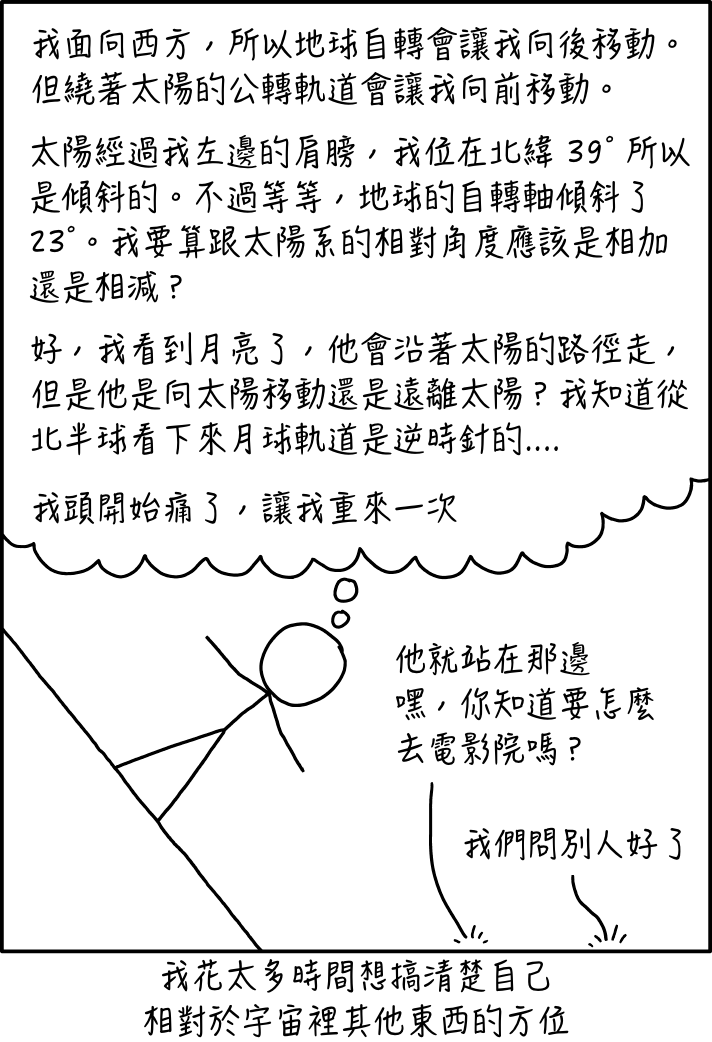 我面向西方，所以地球自轉會讓我向後移動。
但繞著太陽的公轉軌道會讓我向前移動。
太陽經過我左邊的肩膀，我位在北緯 39° 所以
是傾斜的。不過等等，地球的自轉軸傾斜了
23°。我要算跟太陽系的相對角度應該是相加
還是相減？
好，我看到月亮了，他會沿著太陽的路徑走，
但是他是向太陽移動還是遠離太陽？我知道從
北半球看下來月球軌道是逆時針的....
我頭開始痛了，讓我重來一次
他就站在那邊
嘿，你知道要怎麼
去電影院嗎？
我們問別人好了
我花太多時間想搞清楚自己
相對於宇宙裡其他東西的方位